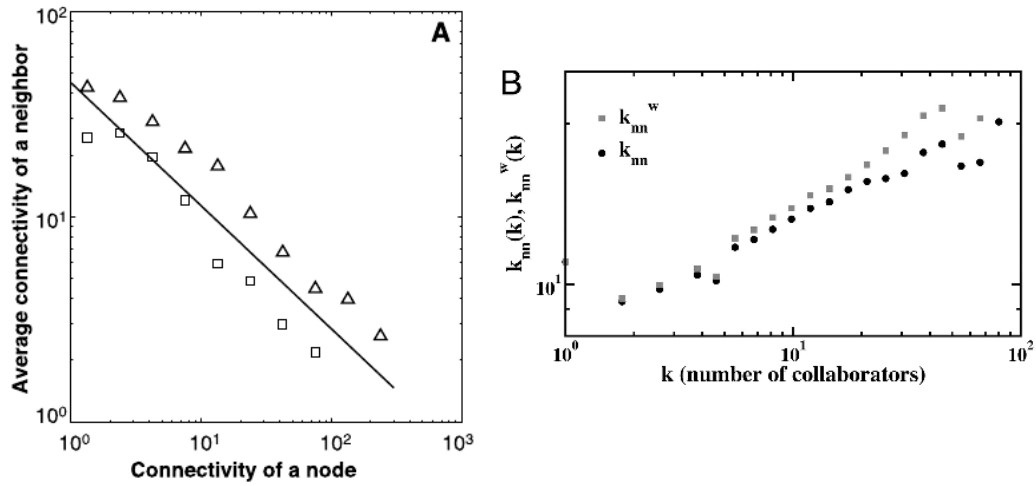 A
10²
10¹
10⁰
Average connectivity of a neighbor
10⁰
10¹
10²
10³
Connectivity of a node
B
kₙₙʷ
kₙₙ
kₙₙ(k), kₙₙʷ(k)
10¹
10⁰
10¹
10²
k (number of collaborators)